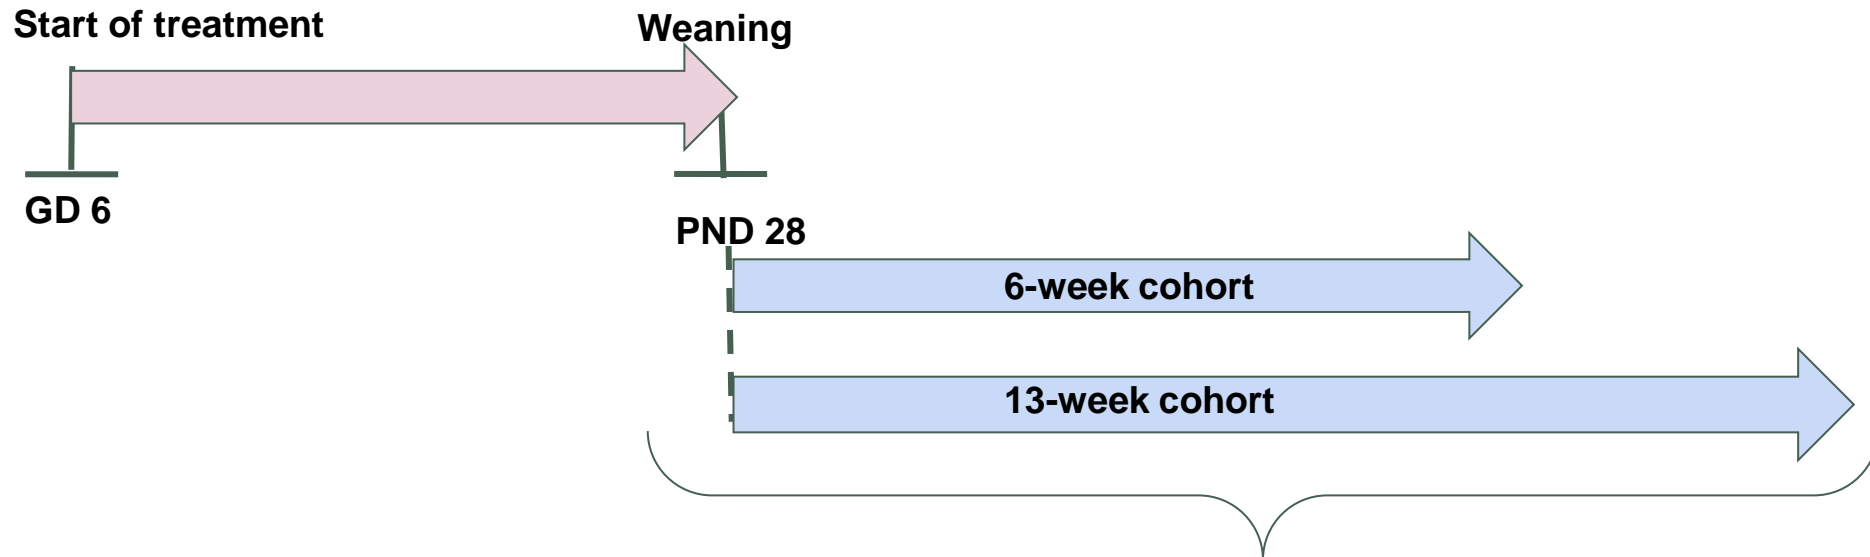 Start of treatment
Weaning
GD 6
PND 28
6-week cohort
13-week cohort